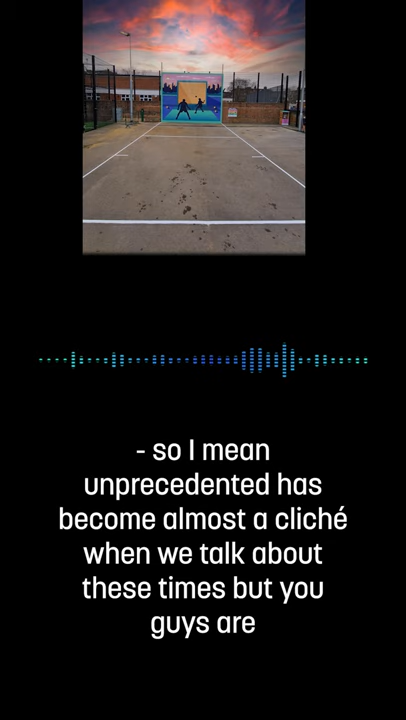 - so I mean
unprecedented has
become almost a cliché
when we talk about
these times but you
guys are